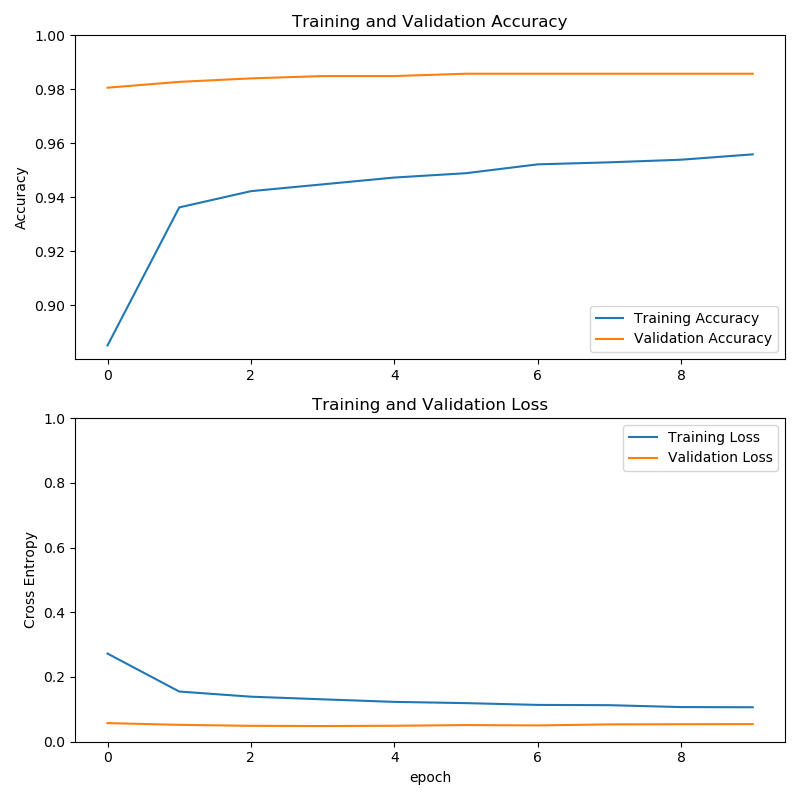 Training and Validation Accuracy
1.00
0.98
0.96
0.94
0.92
0.90
Accuracy
Training Accuracy
Validation Accuracy
0 2 4 6 8
Training and Validation Loss
1.0
0.8
0.6
0.4
0.2
0.0
Cross Entropy
Training Loss
Validation Loss
0 2 4 6 8
epoch